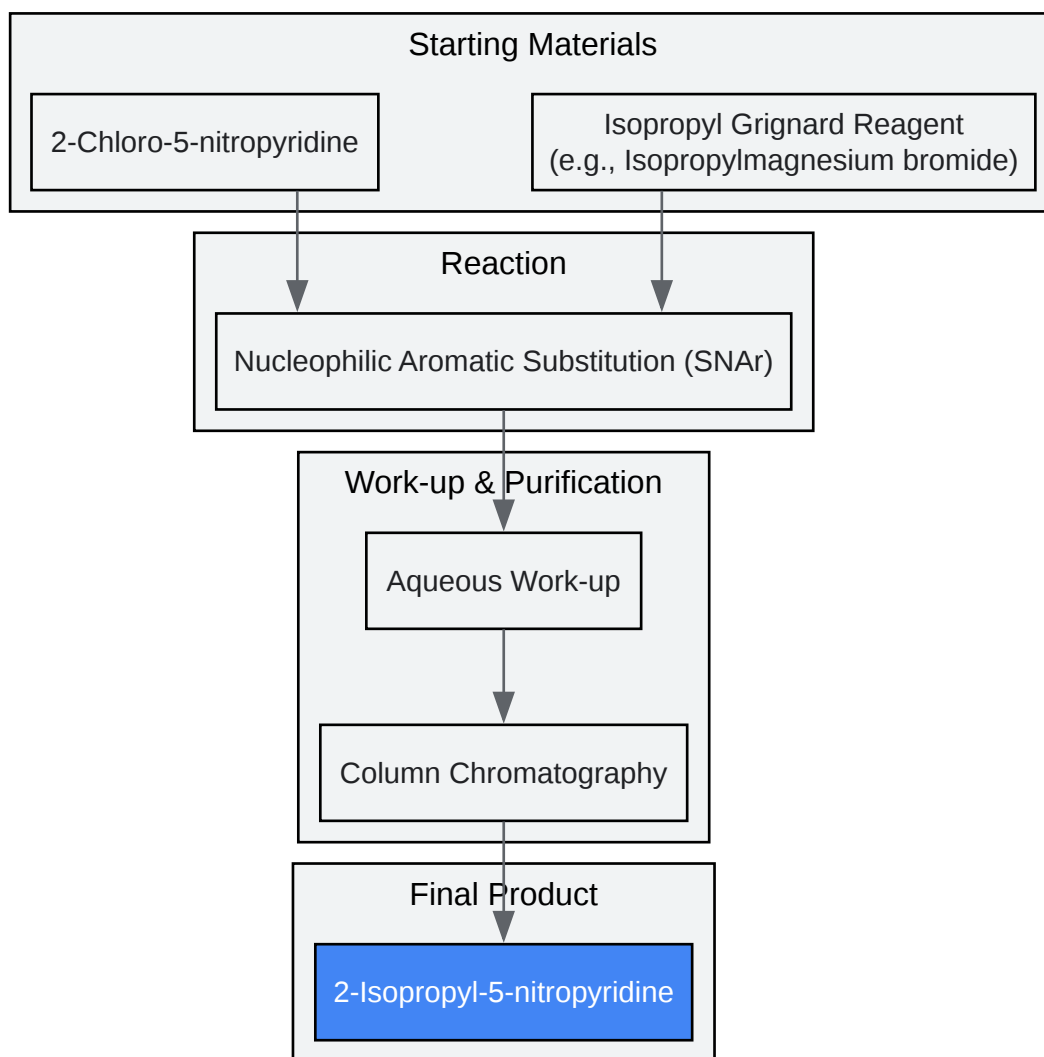 Starting Materials
2-Chloro-5-nitropyridine
Isopropyl Grignard Reagent
(e.g., Isopropylmagnesium bromide)
Reaction
Nucleophilic Aromatic Substitution (SNAr)
Work-up & Purification
Aqueous Work-up
Column Chromatography
Final Product
2-Isopropyl-5-nitropyridine